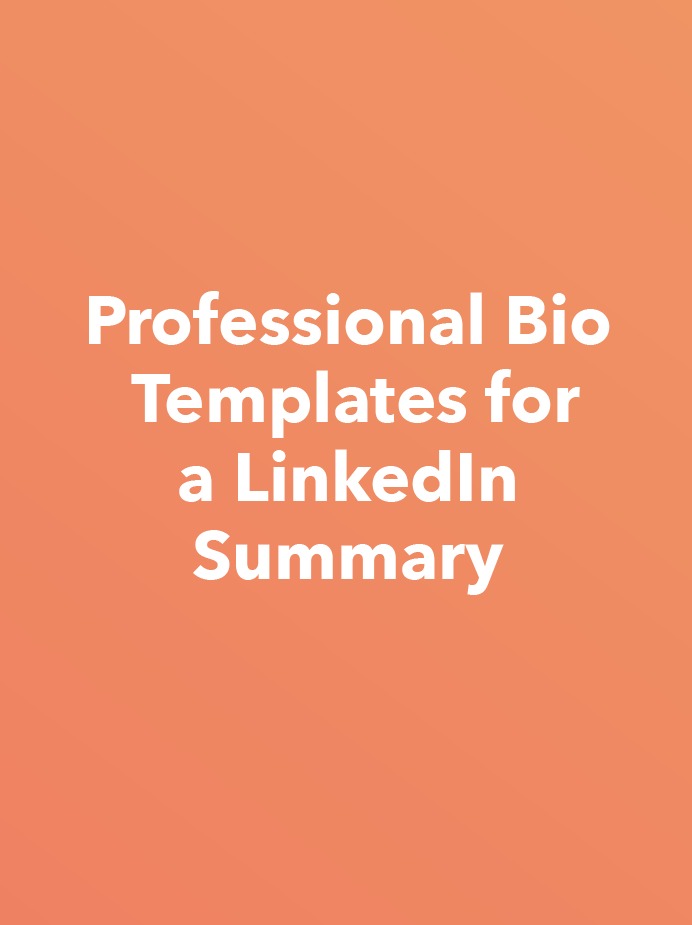 Professional Bio
Templates for
a LinkedIn
Summary